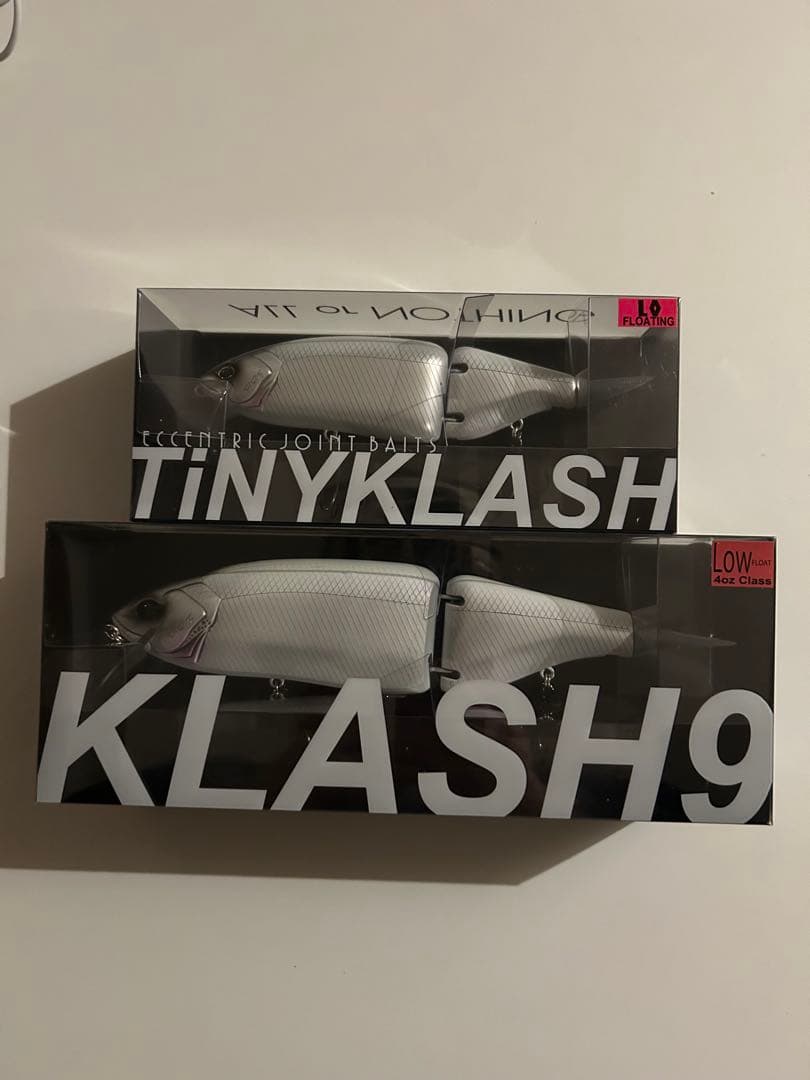 ALL or NOTHING
LO
FLOATING
ECCENTRIC JOINT BAITS
TiNYKLASH
LOW FLOAT
4oz Class
KLASH9